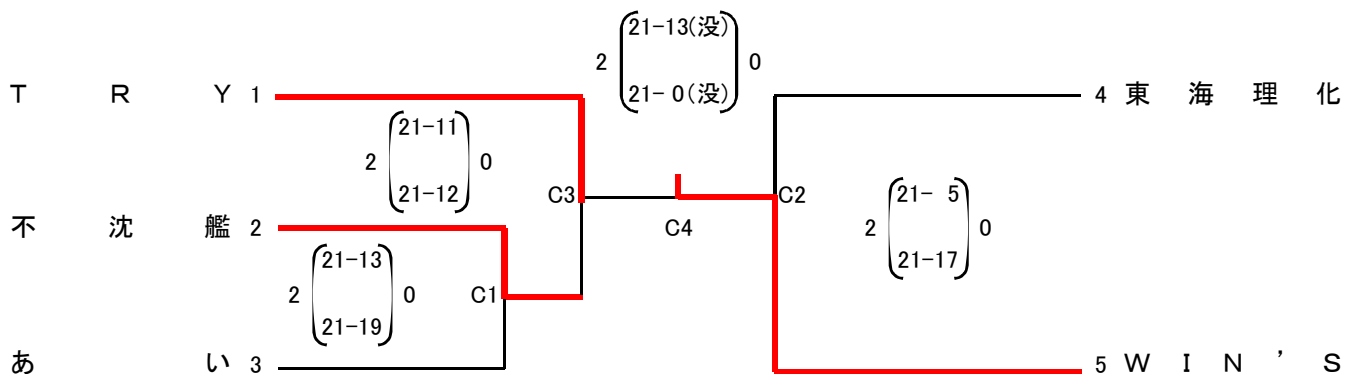 21-13(没)
2 0
21- 0(没)
T R Y 1
4 東 海 理 化
21-11
2 0
21-12
C3
C2
21- 5
2 0
21-17
不 沈 艦 2
C4
21-13
2 0
C1
21-19
あ い 3
5 W I N ' S